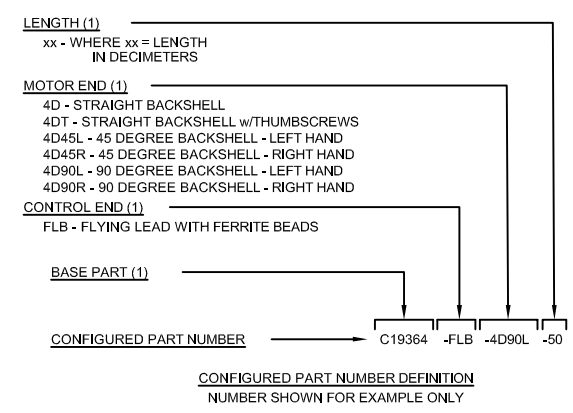 LENGTH (1)
xx - WHERE xx = LENGTH
IN DECIMETERS
MOTOR END (1)
4D - STRAIGHT BACKSHELL
4DT - STRAIGHT BACKSHELL w/THUMBSCREWS
4D45L - 45 DEGREE BACKSHELL - LEFT HAND
4D45R - 45 DEGREE BACKSHELL - RIGHT HAND
4D90L - 90 DEGREE BACKSHELL - LEFT HAND
4D90R - 90 DEGREE BACKSHELL - RIGHT HAND
CONTROL END (1)
FLB - FLYING LEAD WITH FERRITE BEADS
BASE PART (1)
CONFIGURED PART NUMBER C19364 -FLB -4D90L -50
CONFIGURED PART NUMBER DEFINITION
NUMBER SHOWN FOR EXAMPLE ONLY